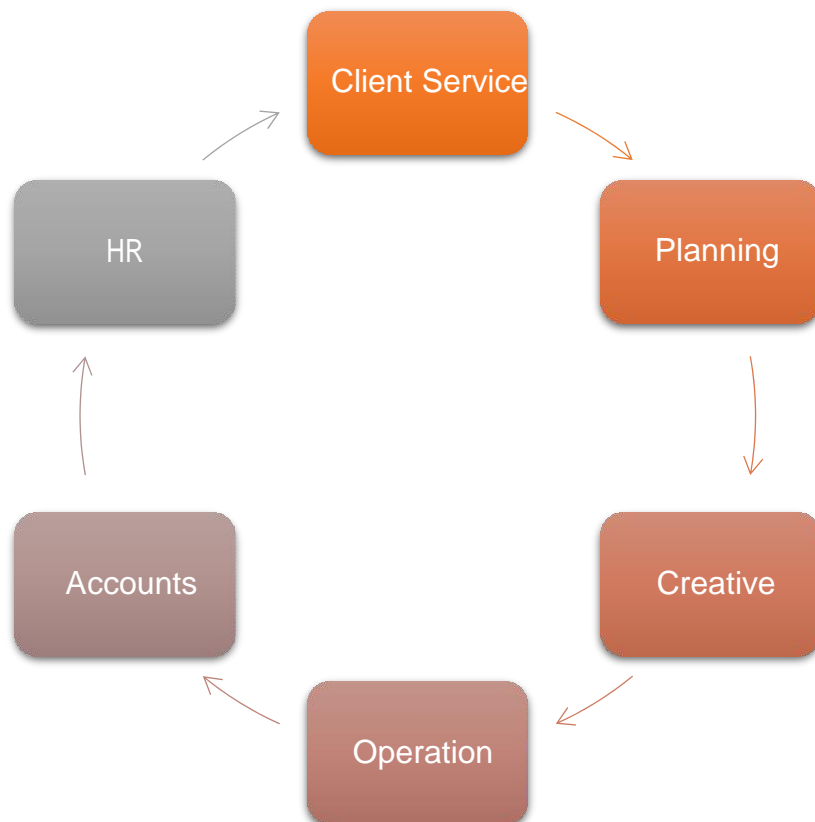 Client Service
Planning
Creative
Operation
Accounts
HR